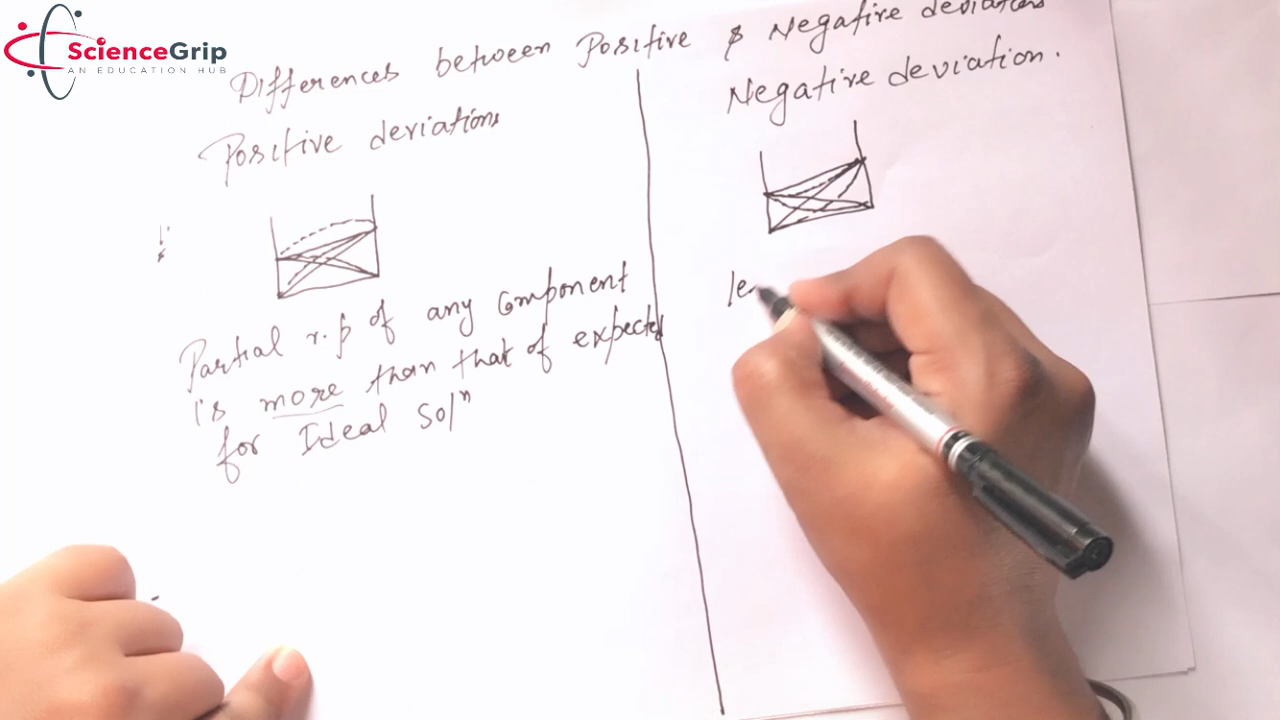 ScienceGrip
AN EDUCATION HUB
Differences between Positive & Negative deviations
Positive deviations
Negative deviation.
Partial v.p of any component
is more than that of expected
for Ideal Solⁿ
le